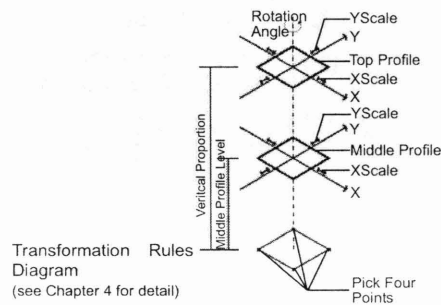 Rotation
Angle
YScale
Y
Top Profile
XScale
X
YScale
Y
Middle Profile
XScale
X
Veritcal Proportion
Middle Profile Level
Transformation Rules
Diagram
(see Chapter 4 for detail)
Pick Four
Points